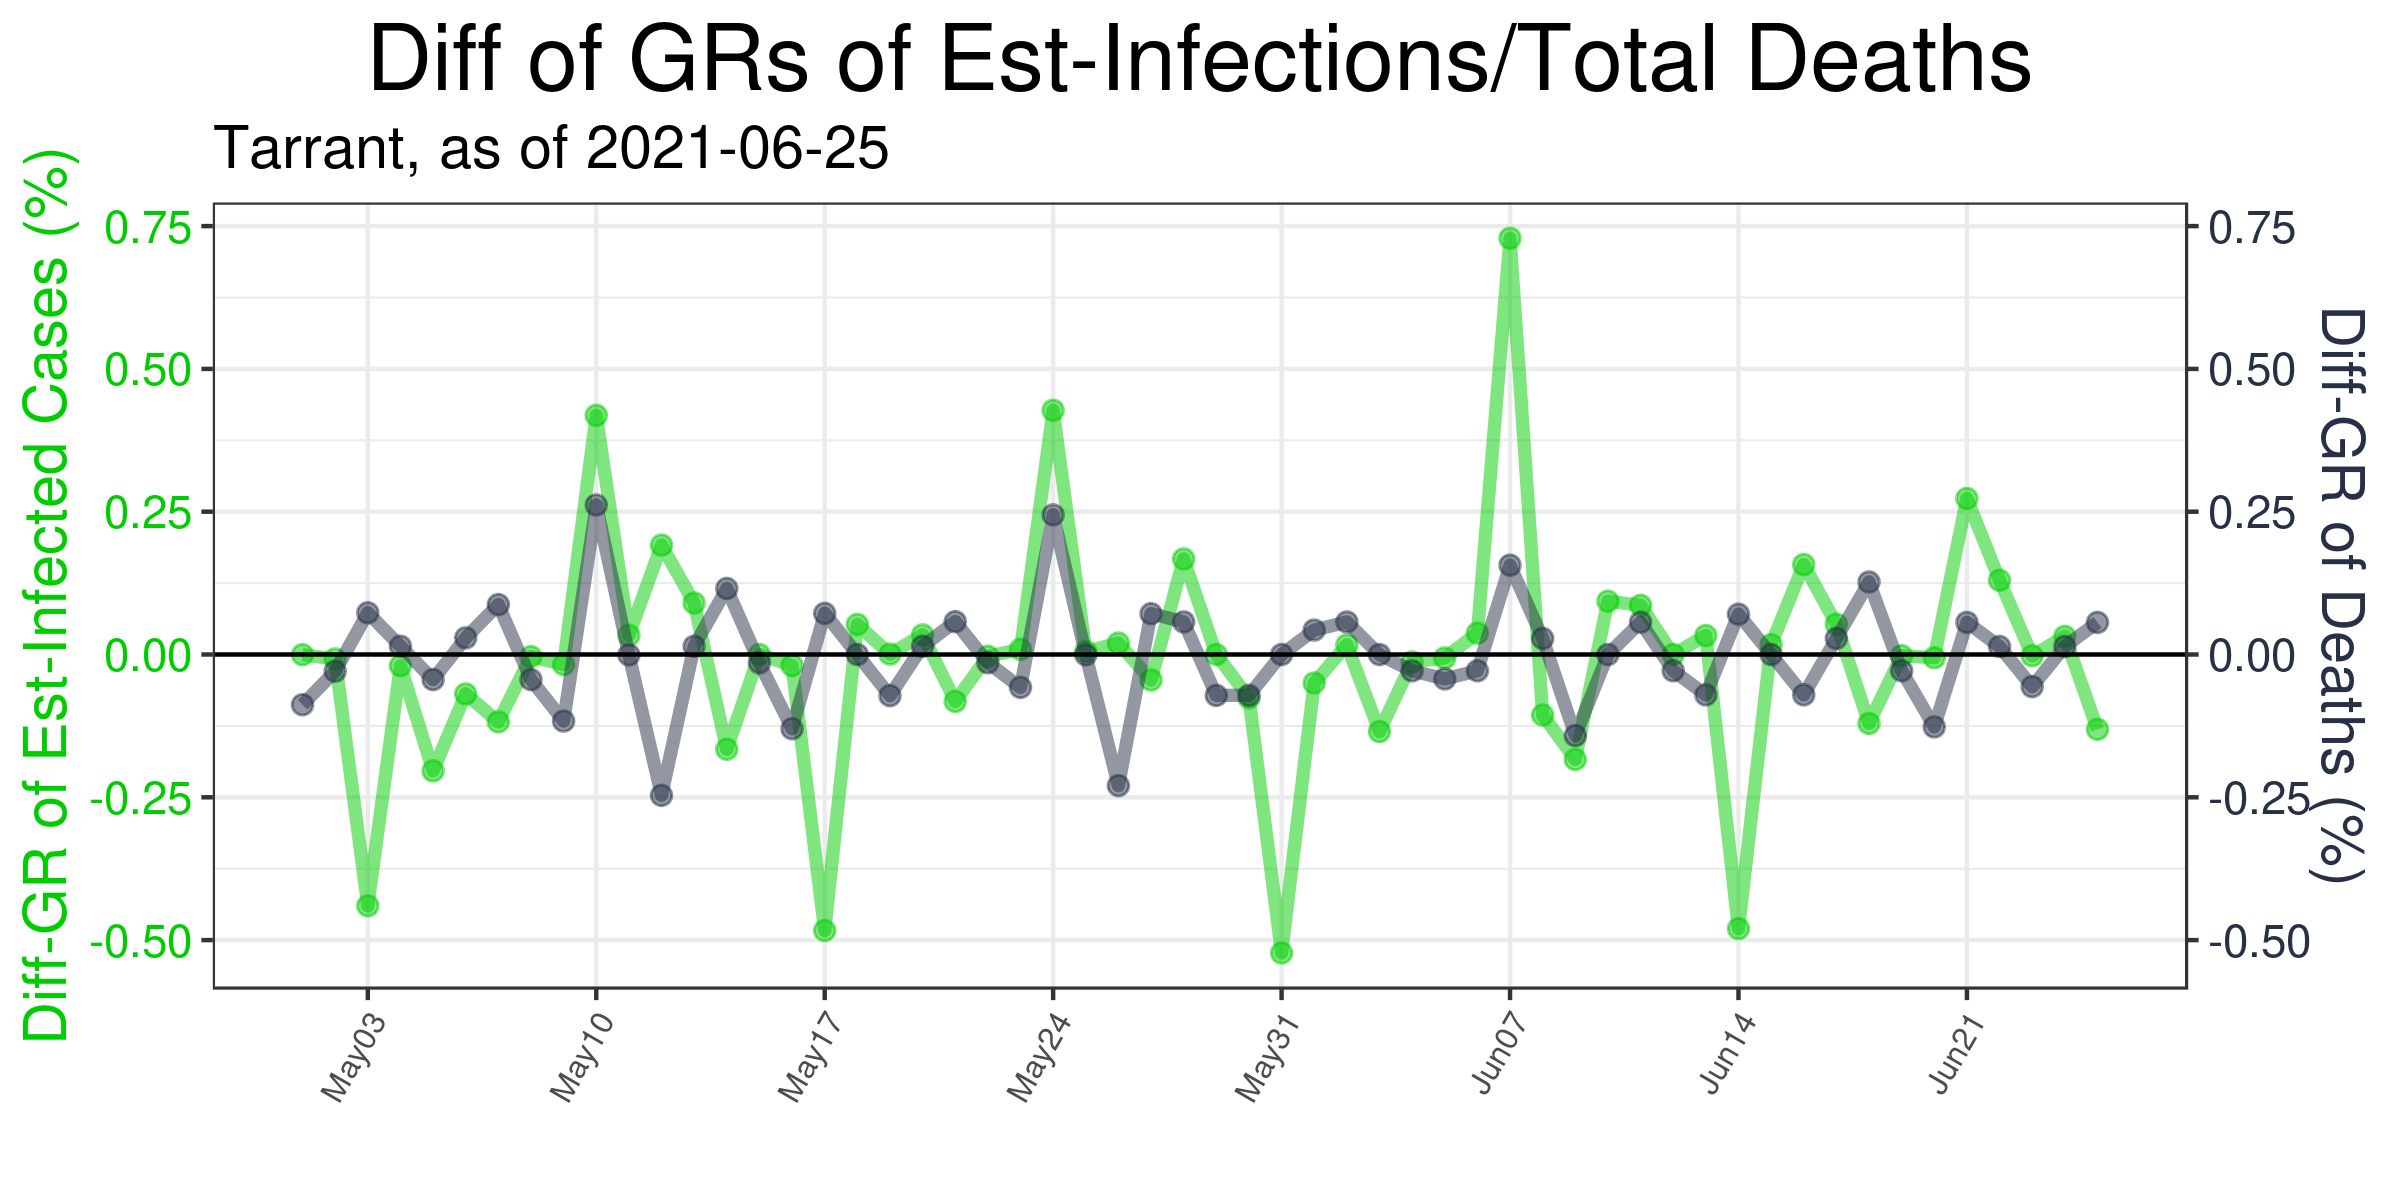 Diff of GRs of Est-Infections/Total Deaths
Tarrant, as of 2021-06-25
Diff-GR of Est-Infected Cases (%)
0.75
0.50
0.25
0.00
-0.25
-0.50
0.75
0.50
0.25
0.00
-0.25
-0.50
Diff-GR of Deaths (%)
May03
May10
May17
May24
May31
Jun07
Jun14
Jun21